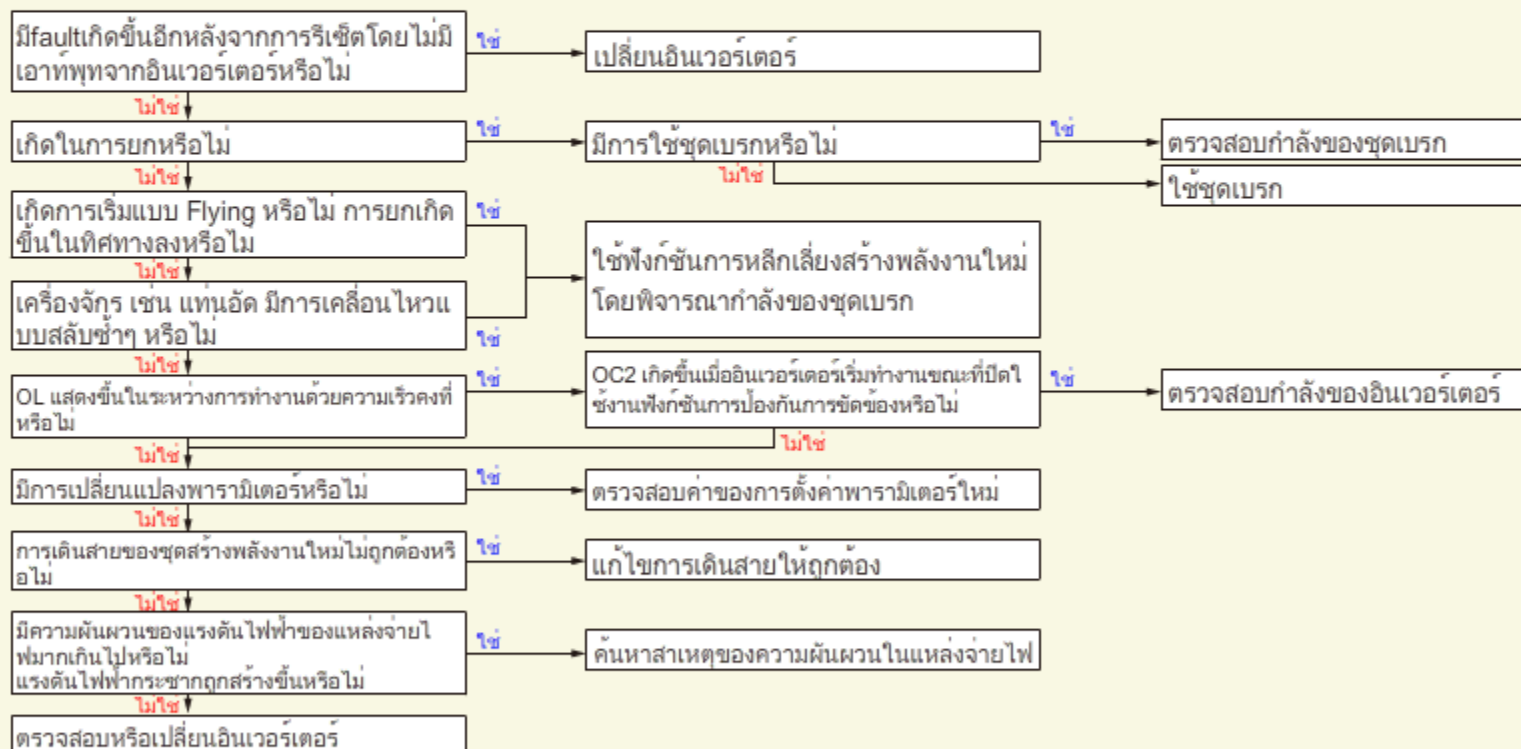 มีfaultเกิดขึ้นอีกหลังจากการรีเซ็ตโดยไม่มี
เอาท์พุทจากอินเวอร์เตอร์หรือไม่
ใช่
เปลี่ยนอินเวอร์เตอร์
ไม่ใช่
เกิดในการยกหรือไม่
ใช่
มีการใช้ชุดเบรกหรือไม่
ใช่
ตรวจสอบกำลังของชุดเบรก
ไม่ใช่
ใช้ชุดเบรก
ไม่ใช่
เกิดการเริ่มแบบ Flying หรือไม่ การยกเกิด
ขึ้นในทิศทางลงหรือไม
ใช่
ใช้ฟังก์ชันการหลีกเลี่ยงสร้างพลังงานใหม่
โดยพิจารณากำลังของชุดเบรก
ไม่ใช่
เครื่องจักร เช่น แท่นอัด มีการเคลื่อนไหวแ
บบสลับซ้ำๆ หรือไม่
ใช่
ไม่ใช่
OL แสดงขึ้นในระหว่างการทำงานด้วยความเร็วคงที่
หรือไม่
ใช่
OC2 เกิดขึ้นเมื่ออินเวอร์เตอร์เริ่มทำงานขณะที่ปิดใ
ช้งานฟังก์ชันการป้องกันการขัดข้องหรือไม่
ใช่
ตรวจสอบกำลังของอินเวอร์เตอร์
ไม่ใช่
ไม่ใช่
มีการเปลี่ยนแปลงพารามิเตอร์หรือไม่
ใช่
ตรวจสอบค่าของการตั้งค่าพารามิเตอร์ใหม่
ไม่ใช่
การเดินสายของชุดสร้างพลังงานใหม่ไม่ถูกต้องหรื
อไม่
ใช่
แก้ไขการเดินสายให้ถูกต้อง
ไม่ใช่
มีความผันผวนของแรงดันไฟฟ้าของแหล่งจ่ายไ
ฟมากเกินไปหรือไม่
แรงดันไฟฟ้ากระชากถูกสร้างขึ้นหรือไม่
ใช่
ค้นหาสาเหตุของความผันผวนในแหล่งจ่ายไฟ
ไม่ใช่
ตรวจสอบหรือเปลี่ยนอินเวอร์เตอร์